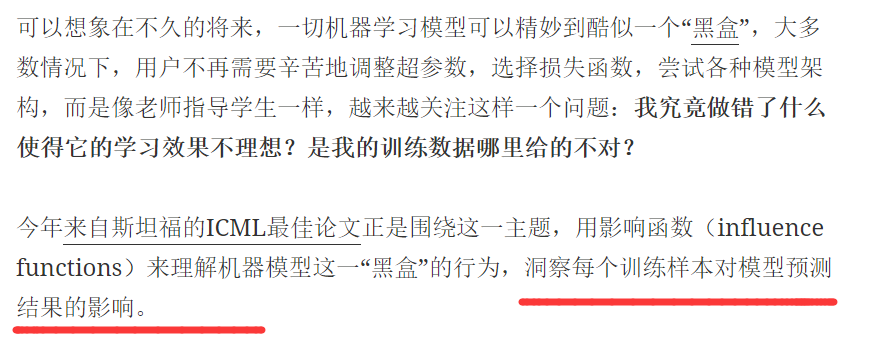 可以想象在不久的将来，一切机器学习模型可以精妙到酷似一个“黑盒”，大多
数情况下，用户不再需要辛苦地调整超参数，选择损失函数，尝试各种模型架
构，而是像老师指导学生一样，越来越关注这样一个问题：我究竟做错了什么
使得它的学习效果不理想？是我的训练数据哪里给的不对？
今年来自斯坦福的ICML最佳论文正是围绕这一主题，用影响函数（influence
functions）来理解机器模型这一“黑盒”的行为，洞察每个训练样本对模型预测
结果的影响。